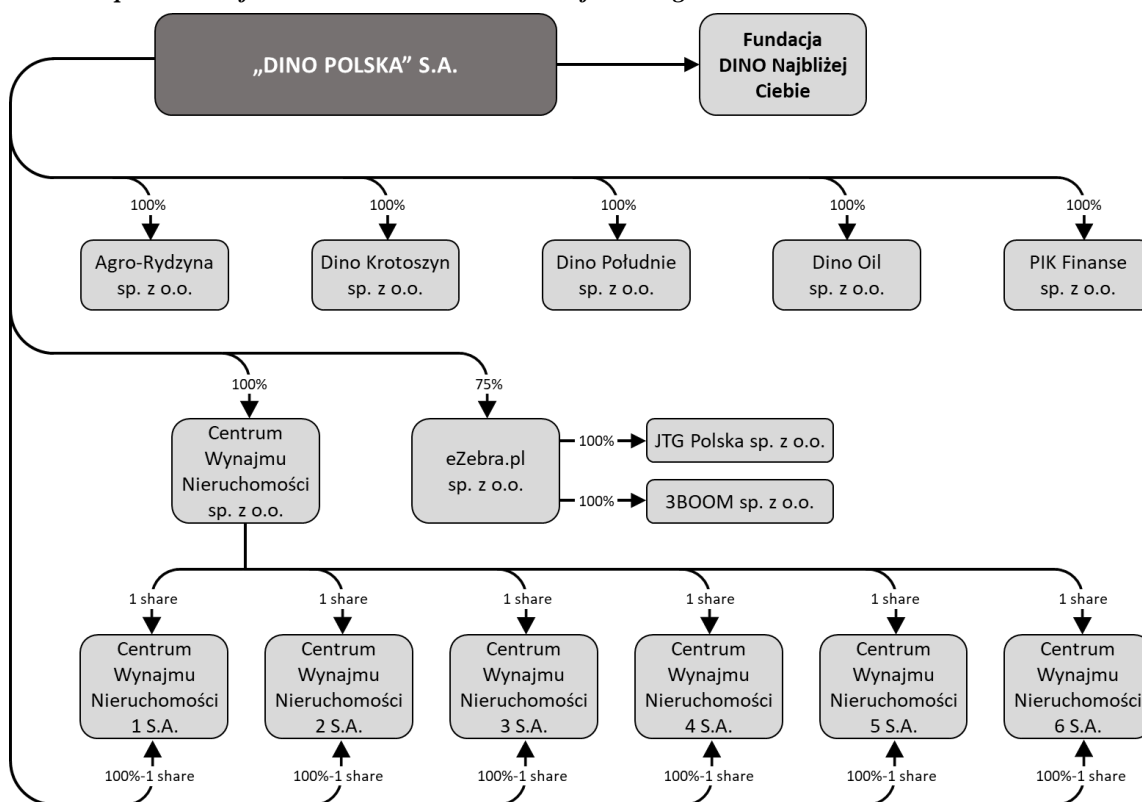 „DINO POLSKA” S.A.
Fundacja
DINO Najbliżej
Ciebie
100%
100%
100%
100%
100%
Agro-Rydzyna
sp. z o.o.
Dino Krotoszyn
sp. z o.o.
Dino Południe
sp. z o.o.
Dino Oil
sp. z o.o.
PIK Finanse
sp. z o.o.
100%
75%
Centrum
Wynajmu
Nieruchomości
sp. z o.o.
eZebra.pl
sp. z o.o.
100%
JTG Polska sp. z o.o.
100%
3BOOM sp. z o.o.
1 share
1 share
1 share
1 share
1 share
1 share
Centrum
Wynajmu
Nieruchomości
1 S.A.
Centrum
Wynajmu
Nieruchomości
2 S.A.
Centrum
Wynajmu
Nieruchomości
3 S.A.
Centrum
Wynajmu
Nieruchomości
4 S.A.
Centrum
Wynajmu
Nieruchomości
5 S.A.
Centrum
Wynajmu
Nieruchomości
6 S.A.
100%-1 share
100%-1 share
100%-1 share
100%-1 share
100%-1 share
100%-1 share